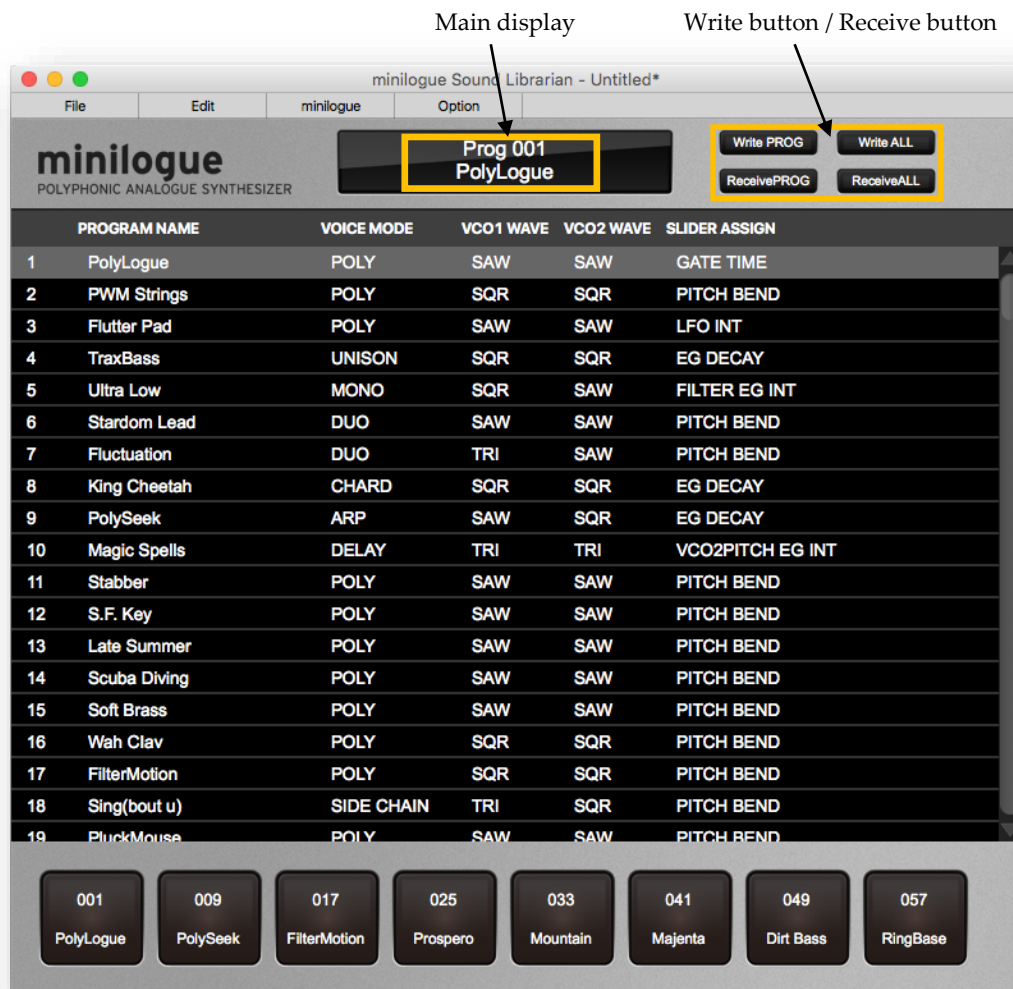 Main display Write button / Receive button
minilogue Sound Librarian - Untitled*
File Edit minilogue Option
minilogue
POLYPHONIC ANALOGUE SYNTHESIZER
Prog 001
PolyLogue
Write PROG Write ALL
ReceivePROG ReceiveALL
PROGRAM NAME VOICE MODE VCO1 WAVE VCO2 WAVE SLIDER ASSIGN
1 PolyLogue POLY SAW SAW GATE TIME
2 PWM Strings POLY SQR SQR PITCH BEND
3 Flutter Pad POLY SAW SAW LFO INT
4 TraxBass UNISON SQR SQR EG DECAY
5 Ultra Low MONO SQR SAW FILTER EG INT
6 Stardom Lead DUO SAW SAW PITCH BEND
7 Fluctuation DUO TRI SAW PITCH BEND
8 King Cheetah CHARD SQR SQR EG DECAY
9 PolySeek ARP SAW SQR EG DECAY
10 Magic Spells DELAY TRI TRI VCO2PITCH EG INT
11 Stabber POLY SAW SAW PITCH BEND
12 S.F. Key POLY SAW SAW PITCH BEND
13 Late Summer POLY SAW SAW PITCH BEND
14 Scuba Diving POLY SAW SAW PITCH BEND
15 Soft Brass POLY SAW SAW PITCH BEND
16 Wah Clav POLY SQR SQR PITCH BEND
17 FilterMotion POLY SQR SQR PITCH BEND
18 Sing(bout u) SIDE CHAIN TRI SQR PITCH BEND
19 PluckMouse POLY SAW SAW PITCH BEND
001 009 017 025 033 041 049 057
PolyLogue PolySeek FilterMotion Prospero Mountain Majenta Dirt Bass RingBase